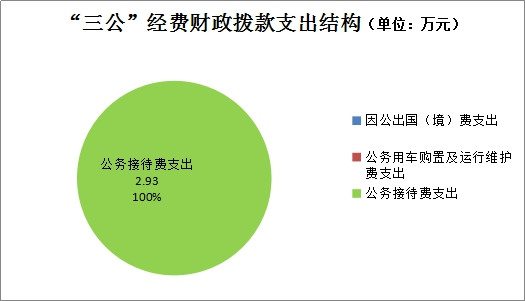 “三公”经费财政拨款支出结构（单位：万元）
公务接待费支出
2.93
100%
因公出国（境）费支出
公务用车购置及运行维护
费支出
公务接待费支出